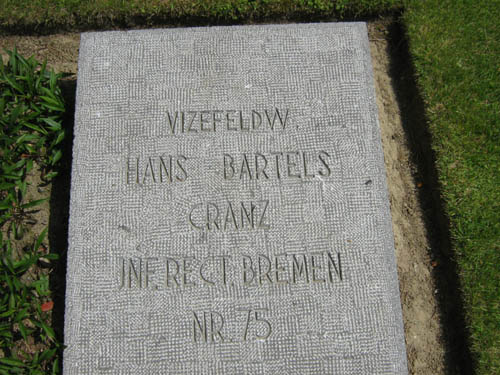 VIZEFELDW.
HANS BARTELS
CRANZ
INF. REGT. BREMEN
NR. 75